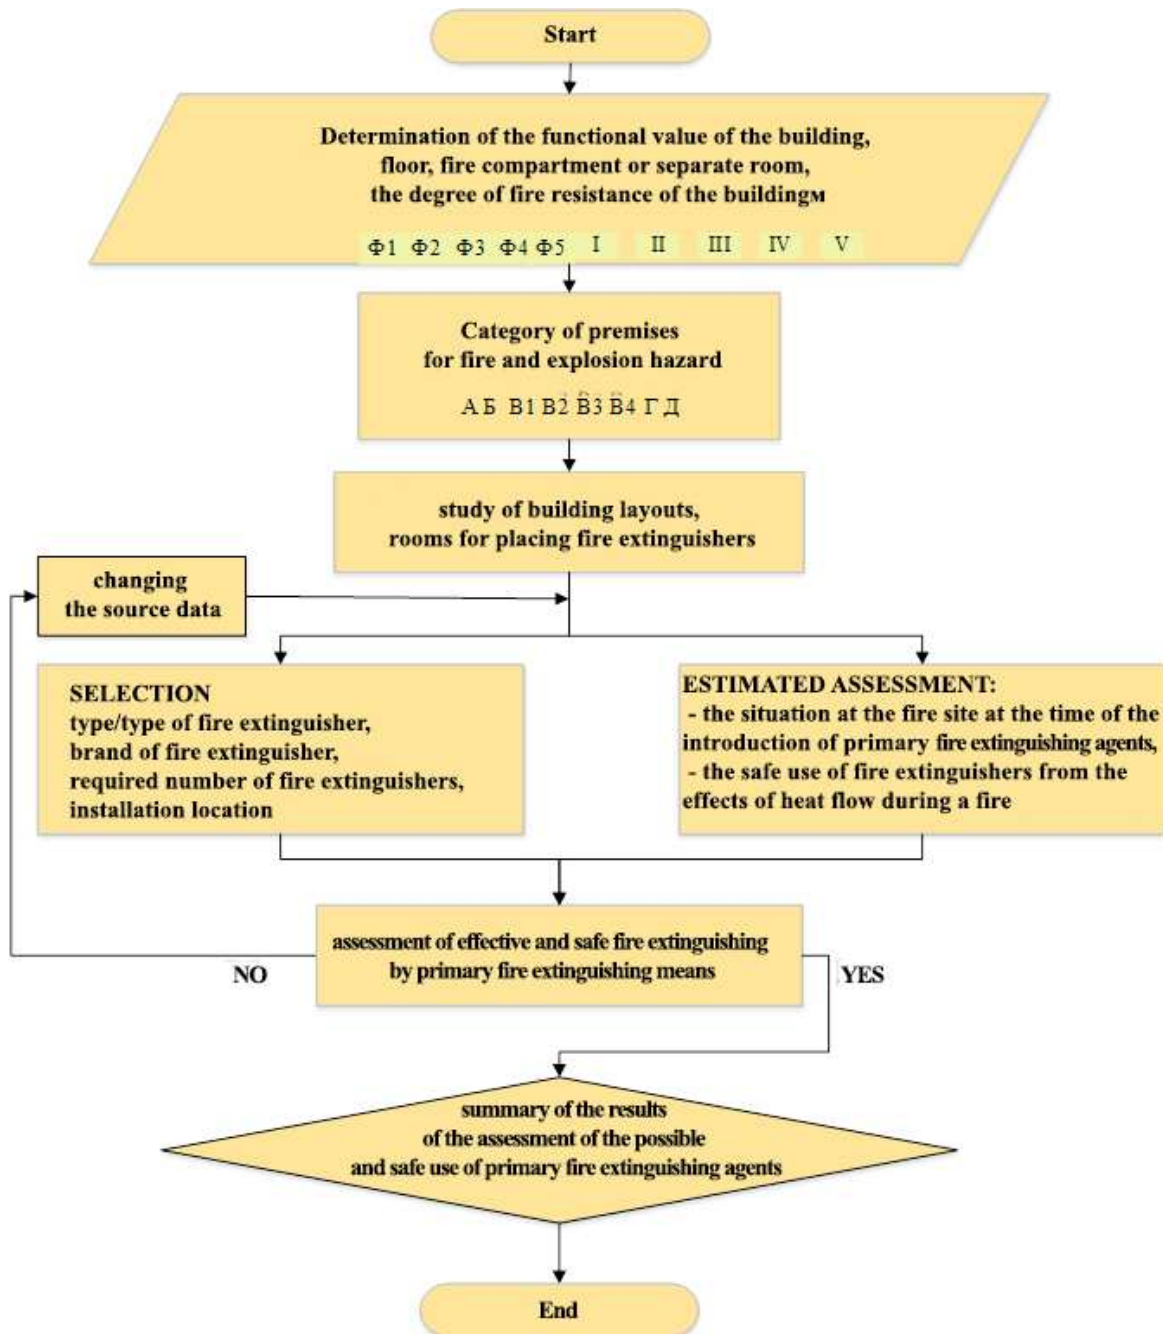 Start
Determination of the functional value of the building,
floor, fire compartment or separate room,
the degree of fire resistance of the buildingм
Ф1 Ф2 Ф3 Ф4 Ф5 I II III IV V
Category of premises
for fire and explosion hazard
А Б В1 В2 В3 В4 Г Д
study of building layouts,
rooms for placing fire extinguishers
changing
the source data
SELECTION
type/type of fire extinguisher,
brand of fire extinguisher,
required number of fire extinguishers,
installation location
ESTIMATED ASSESSMENT:
- the situation at the fire site at the time of the
introduction of primary fire extinguishing agents,
- the safe use of fire extinguishers from the
effects of heat flow during a fire
assessment of effective and safe fire extinguishing
by primary fire extinguishing means
NO
YES
summary of the results
of the assessment of the possible
and safe use of primary fire extinguishing agents
End